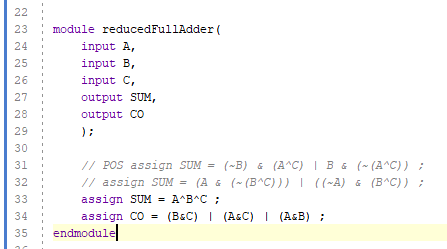 22
23 module reducedFullAdder(
24 input A,
25 input B,
26 input C,
27 output SUM,
28 output CO
29 );
30
31 // POS assign SUM = (~B) & (A^C) | B & (~(A^C)) ;
32 // assign SUM = (A & (~(B^C))) | ((~A) & (B^C)) ;
33 assign SUM = A^B^C ;
34 assign CO = (B&C) | (A&C) | (A&B) ;
35 endmodule